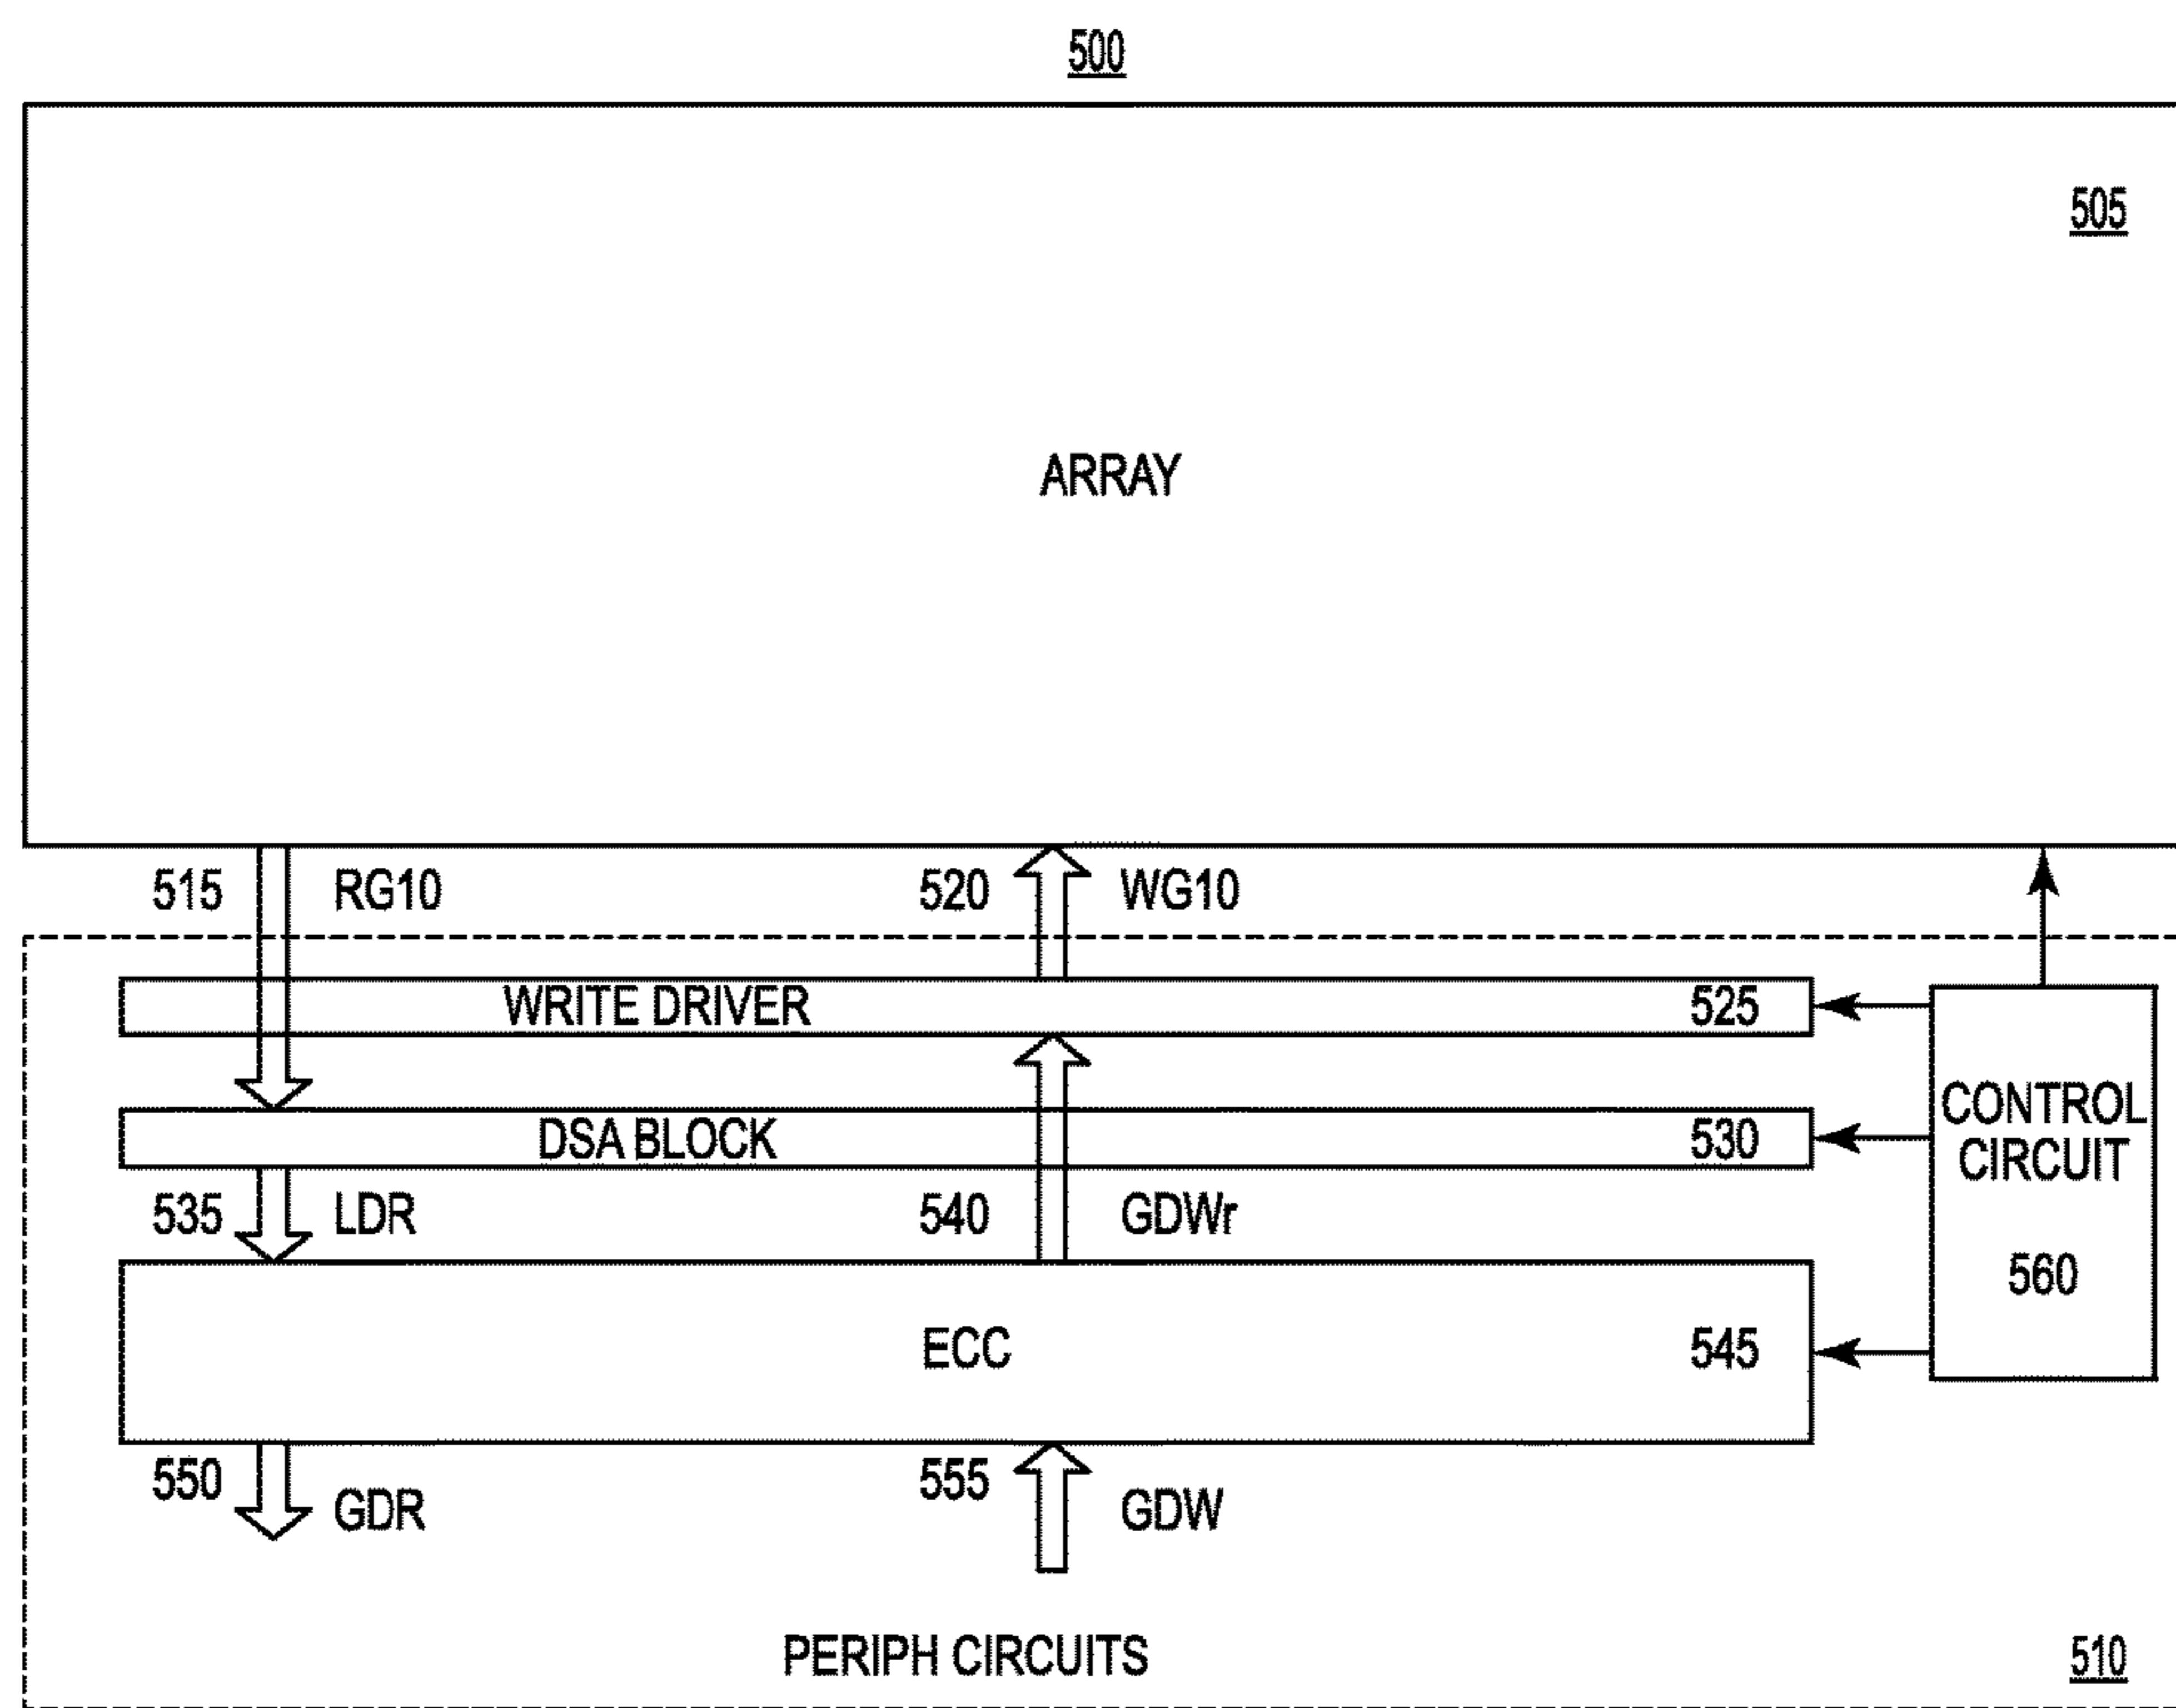 500
505
ARRAY
515 RG10 520 WG10
WRITE DRIVER 525
DSA BLOCK 530
CONTROL
CIRCUIT
560
535 LDR 540 GDWr
ECC 545
550 GDR 555 GDW
PERIPH CIRCUITS 510